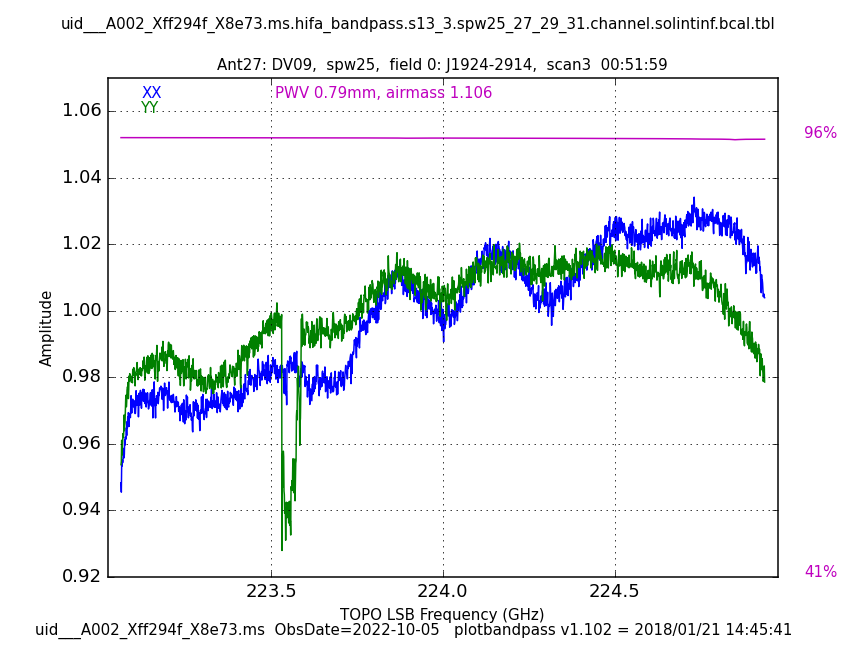 uid___A002_Xff294f_X8e73.ms.hifa_bandpass.s13_3.spw25_27_29_31.channel.solintinf.bcal.tbl
Ant27: DV09,  spw25,  field 0: J1924-2914,  scan3  00:51:59
XX
PWV 0.79mm, airmass 1.106
YY
1.06
96%
1.04
1.02
1.00
0.98
0.96
0.94
0.92
41%
Amplitude
223.5
224.0
224.5
TOPO LSB Frequency (GHz)
uid___A002_Xff294f_X8e73.ms  ObsDate=2022-10-05   plotbandpass v1.102 = 2018/01/21 14:45:41